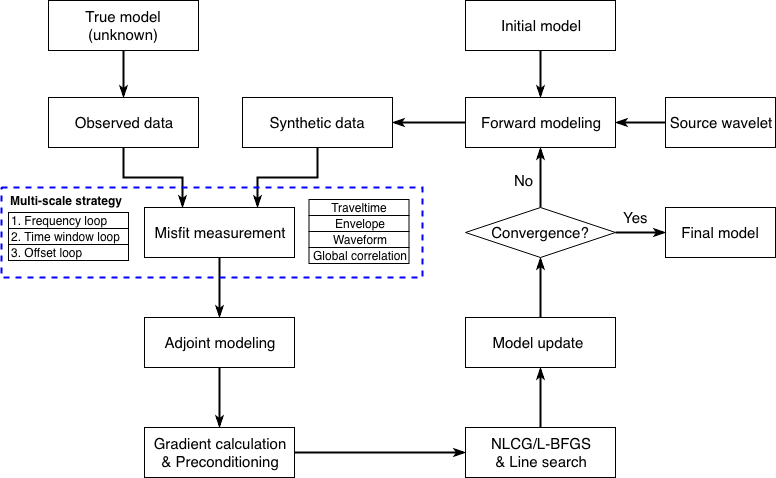 True model
(unknown)
Initial model
Observed data
Synthetic data
Forward modeling
Source wavelet
No
Multi-scale strategy
1. Frequency loop
2. Time window loop
3. Offset loop
Misfit measurement
Traveltime
Envelope
Waveform
Global correlation
Convergence?
Yes
Final model
Adjoint modeling
Model update
Gradient calculation
& Preconditioning
NLCG/L-BFGS
& Line search